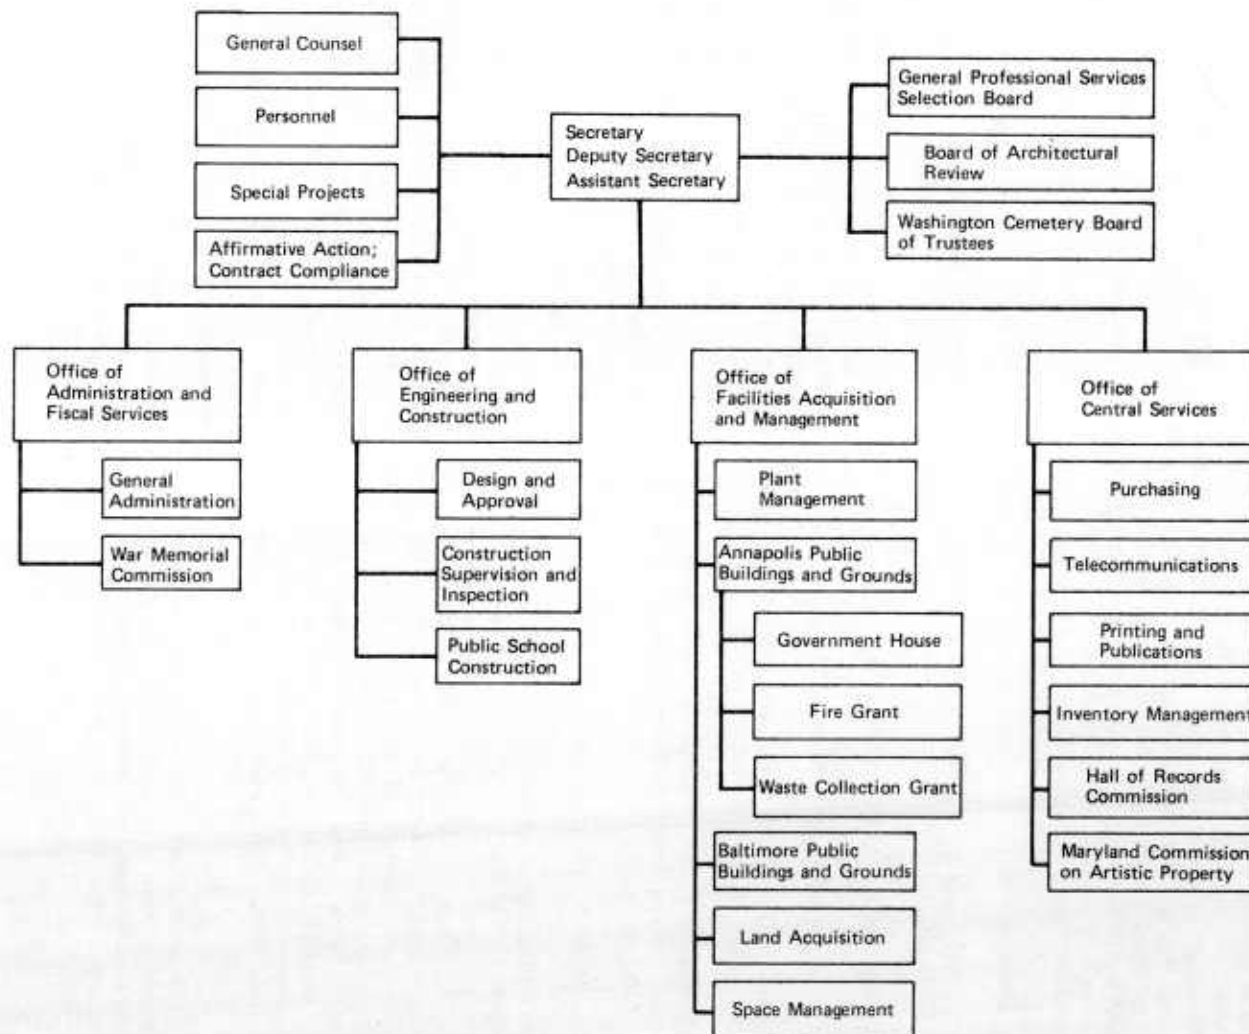 General Counsel
Personnel
Special Projects
Affirmative Action;
Contract Compliance
Secretary
Deputy Secretary
Assistant Secretary
General Professional Services
Selection Board
Board of Architectural
Review
Washington Cemetery Board
of Trustees
Office of
Administration and
Fiscal Services
General
Administration
War Memorial
Commission
Office of
Engineering and
Construction
Design and
Approval
Construction
Supervision and
Inspection
Public School
Construction
Office of
Facilities Acquisition
and Management
Plant
Management
Annapolis Public
Buildings and Grounds
Government House
Fire Grant
Waste Collection Grant
Baltimore Public
Buildings and Grounds
Land Acquisition
Space Management
Office of
Central Services
Purchasing
Telecommunications
Printing and
Publications
Inventory Management
Hall of Records
Commission
Maryland Commission
on Artistic Property